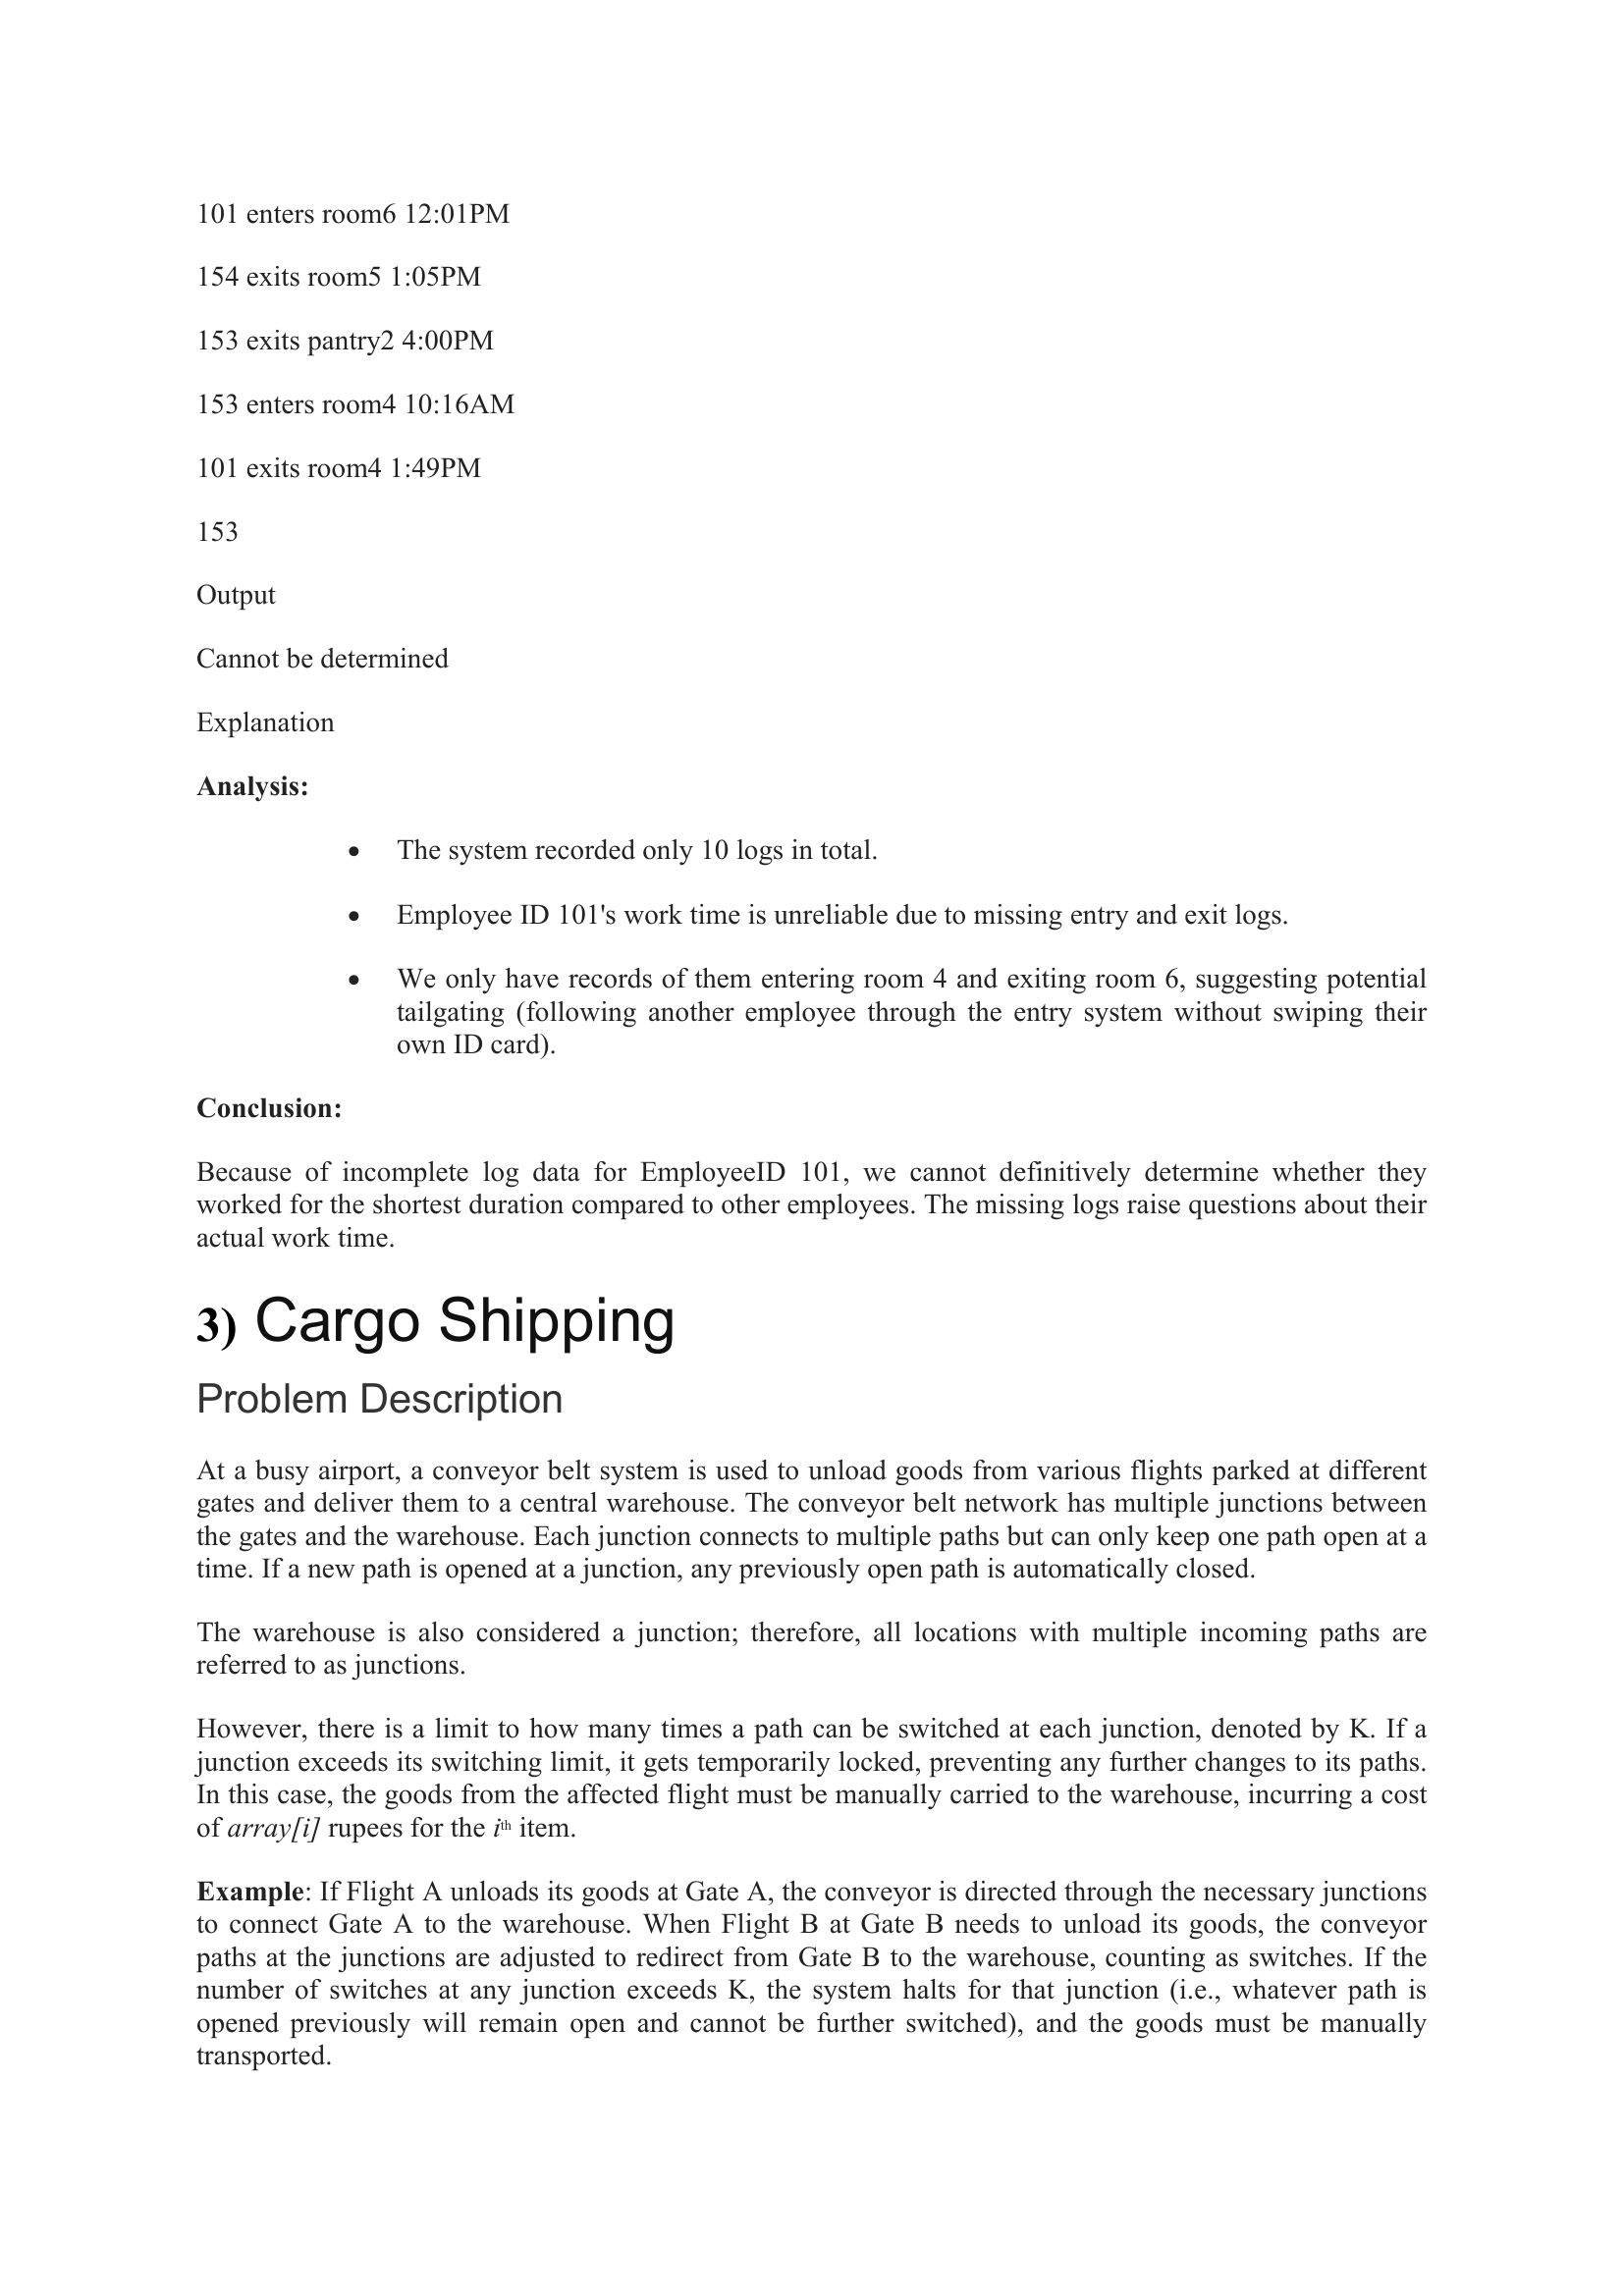 101 enters room6 12:01PM
154 exits room5 1:05PM
153 exits pantry2 4:00PM
153 enters room4 10:16AM
101 exits room4 1:49PM
153
Output
Cannot be determined
Explanation
Analysis:
• The system recorded only 10 logs in total.
• Employee ID 101's work time is unreliable due to missing entry and exit logs.
• We only have records of them entering room 4 and exiting room 6, suggesting potential
tailgating (following another employee through the entry system without swiping their
own ID card).
Conclusion:
Because of incomplete log data for EmployeeID 101, we cannot definitively determine whether they
worked for the shortest duration compared to other employees. The missing logs raise questions about their
actual work time.
3) Cargo Shipping
Problem Description
At a busy airport, a conveyor belt system is used to unload goods from various flights parked at different
gates and deliver them to a central warehouse. The conveyor belt network has multiple junctions between
the gates and the warehouse. Each junction connects to multiple paths but can only keep one path open at a
time. If a new path is opened at a junction, any previously open path is automatically closed.
The warehouse is also considered a junction; therefore, all locations with multiple incoming paths are
referred to as junctions.
However, there is a limit to how many times a path can be switched at each junction, denoted by K. If a
junction exceeds its switching limit, it gets temporarily locked, preventing any further changes to its paths.
In this case, the goods from the affected flight must be manually carried to the warehouse, incurring a cost
of array[i] rupees for the ith item.
Example: If Flight A unloads its goods at Gate A, the conveyor is directed through the necessary junctions
to connect Gate A to the warehouse. When Flight B at Gate B needs to unload its goods, the conveyor
paths at the junctions are adjusted to redirect from Gate B to the warehouse, counting as switches. If the
number of switches at any junction exceeds K, the system halts for that junction (i.e., whatever path is
opened previously will remain open and cannot be further switched), and the goods must be manually
transported.